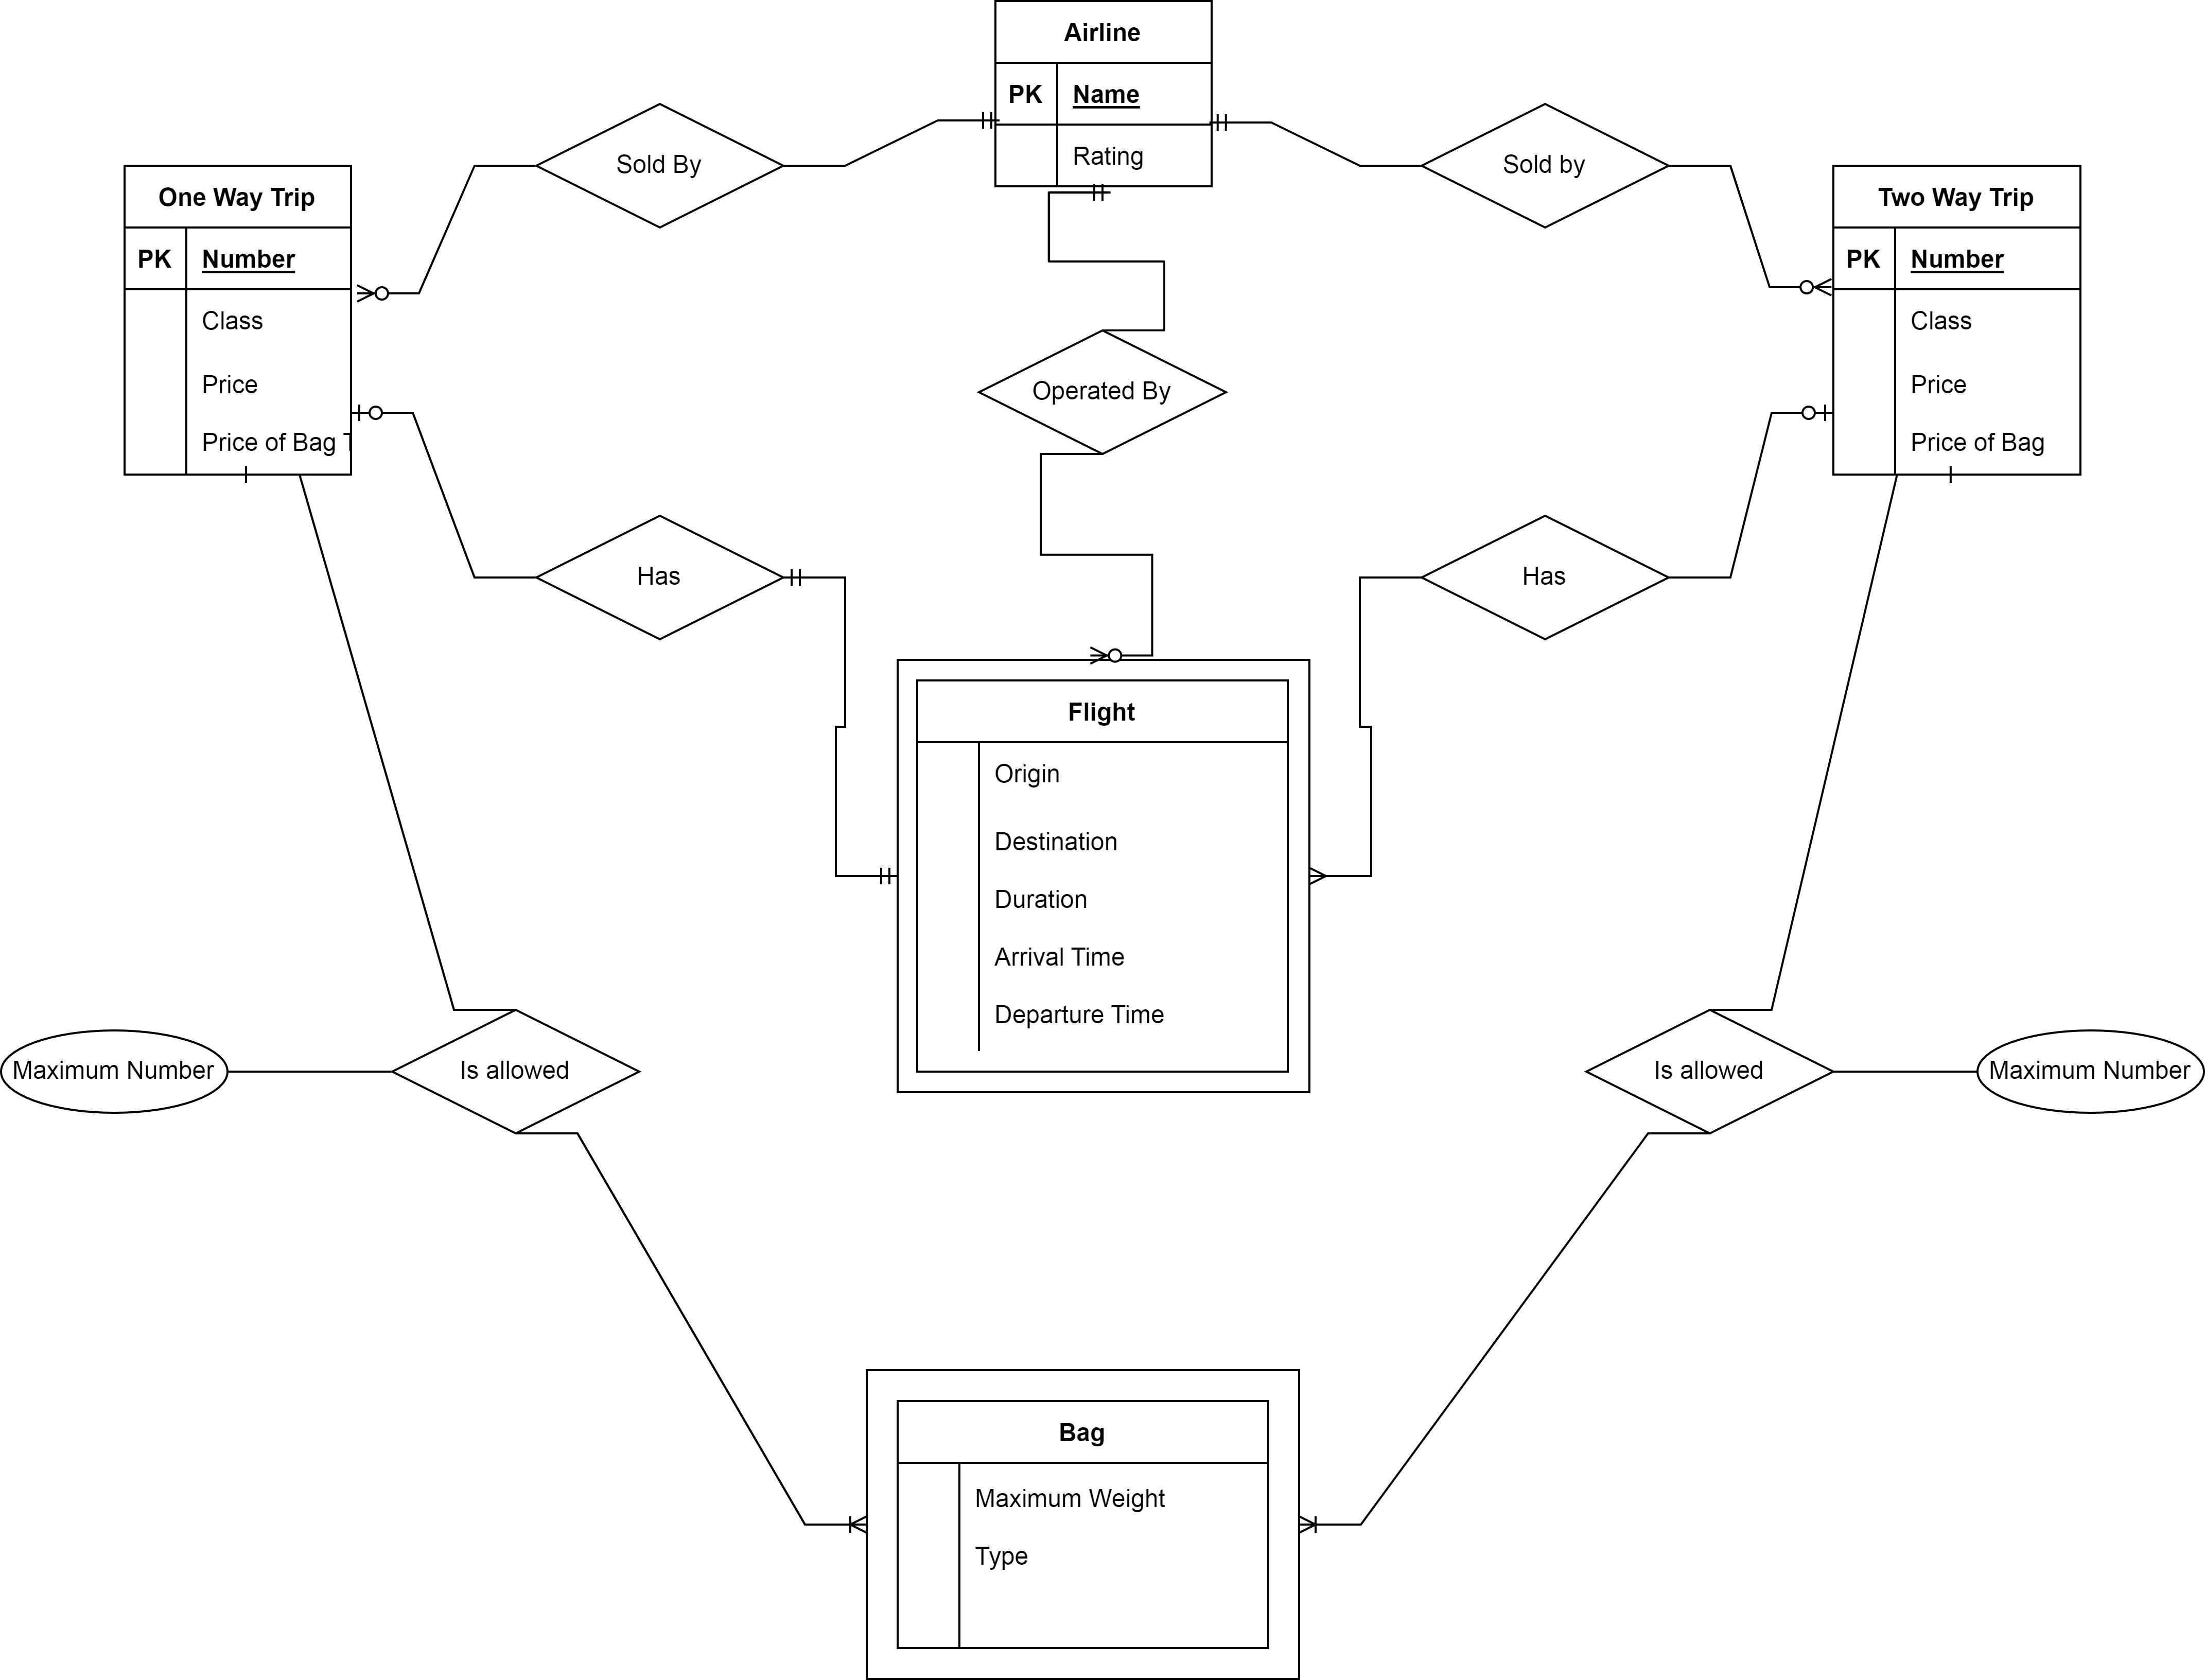 Airline
PK Name
Rating
Sold By
Sold by
One Way Trip
PK Number
Class
Price
Price of Bag
Two Way Trip
PK Number
Class
Price
Price of Bag
Operated By
Has
Has
Flight
Origin
Destination
Duration
Arrival Time
Departure Time
Maximum Number
Is allowed
Is allowed
Maximum Number
Bag
Maximum Weight
Type